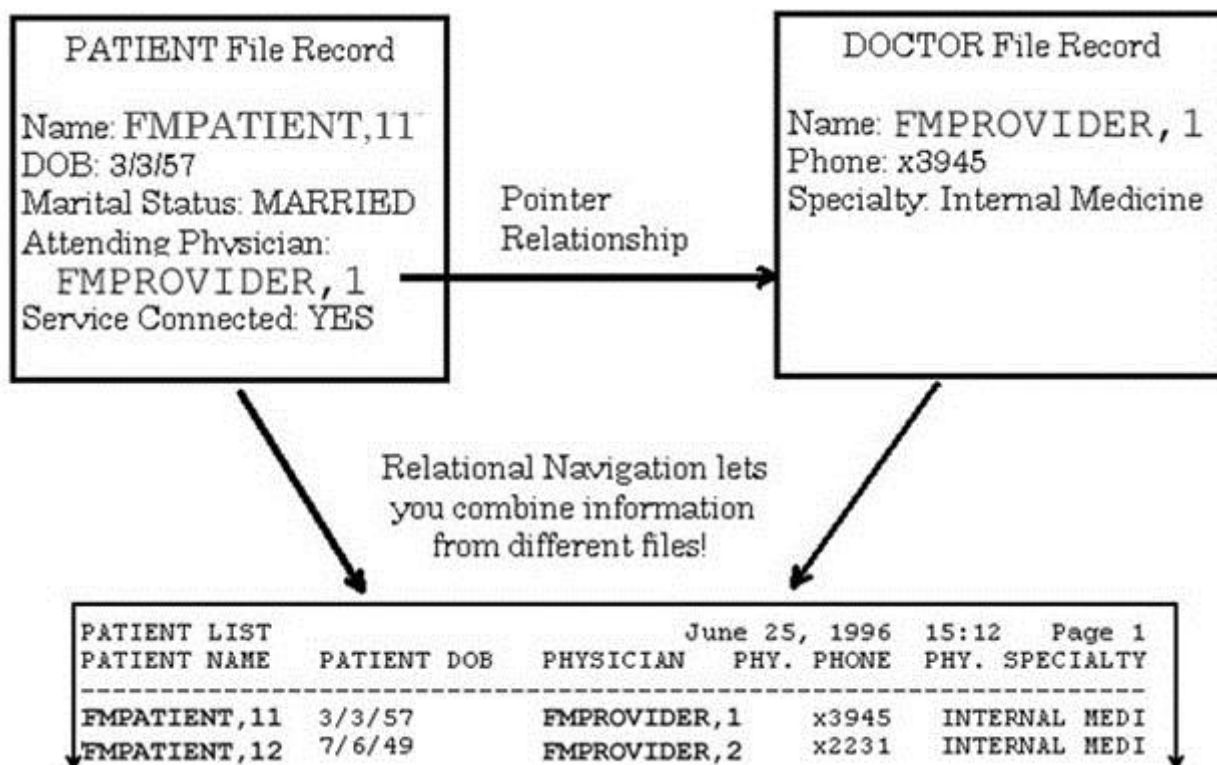 PATIENT File Record
Name: FMPATIENT,11
DOB: 3/3/57
Marital Status: MARRIED
Attending Physician:
FMPROVIDER, 1
Service Connected: YES
Pointer
Relationship
DOCTOR File Record
Name: FMPROVIDER, 1
Phone: x3945
Specialty: Internal Medicine
Relational Navigation lets
you combine information
from different files!
PATIENT LIST June 25, 1996 15:12 Page 1
PATIENT NAME PATIENT DOB PHYSICIAN PHY. PHONE PHY. SPECIALTY
--------------------------------------------------------------------------
FMPATIENT,11 3/3/57 FMPROVIDER,1 x3945 INTERNAL MEDI
FMPATIENT,12 7/6/49 FMPROVIDER,2 x2231 INTERNAL MEDI